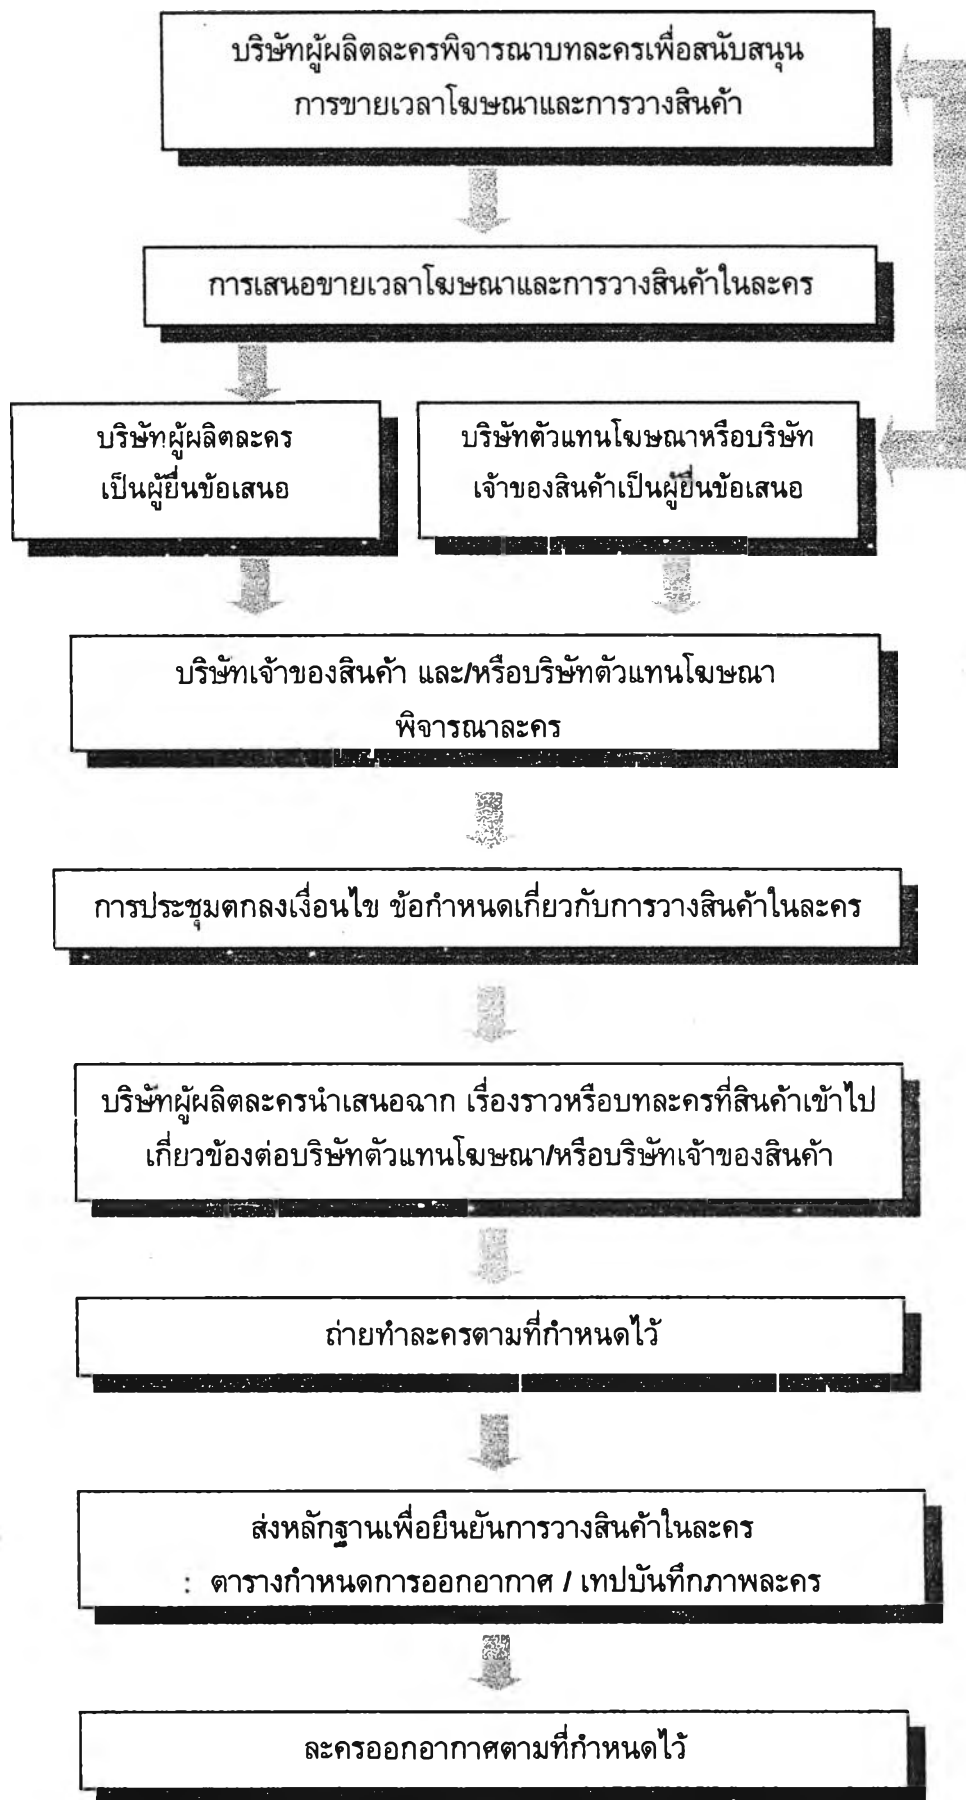 บริษัทผู้ผลิตละครพิจารณาบทละครเพื่อสนับสนุน
การขายเวลาโฆษณาและการวางสินค้า
การเสนอขายเวลาโฆษณาและการวางสินค้าในละคร
บริษัทผู้ผลิตละคร
เป็นผู้ยื่นข้อเสนอ
บริษัทตัวแทนโฆษณาหรือบริษัท
เจ้าของสินค้าเป็นผู้ยื่นข้อเสนอ
บริษัทเจ้าของสินค้า และ/หรือบริษัทตัวแทนโฆษณา
พิจารณาละคร
การประชุมตกลงเงื่อนไข ข้อกำหนดเกี่ยวกับการวางสินค้าในละคร
บริษัทผู้ผลิตละครนำเสนอฉาก เรื่องราวหรือบทละครที่สินค้าเข้าไป
เกี่ยวข้องต่อบริษัทตัวแทนโฆษณา/หรือบริษัทเจ้าของสินค้า
ถ่ายทำละครตามที่กำหนดไว้
ส่งหลักฐานเพื่อยืนยันการวางสินค้าในละคร
: ตารางกำหนดการออกอากาศ / เทปบันทึกภาพละคร
ละครออกอากาศตามที่กำหนดไว้